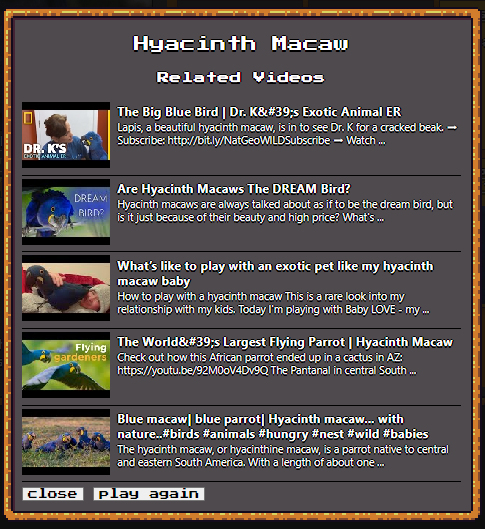 Hyacinth Macaw
Related Videos
The Big Blue Bird | Dr. K&#39;s Exotic Animal ER
Lapis, a beautiful hyacinth macaw, is in to see Dr. K for a cracked beak. ➞
Subscribe: http://bit.ly/NatGeoWILDSubscribe ➞ Watch ...
DR. K'S
EXOTIC ANIMAL ER
Are Hyacinth Macaws The DREAM Bird?
Hyacinth macaws are always talked about as if to be the dream bird, but
is it just because of their beauty and high price? What's ...
DREAM
BIRD?
What's like to play with an exotic pet like my hyacinth
macaw baby
How to play with a hyacinth macaw This is a rare look into my
relationship with my kids. Today I'm playing with Baby LOVE - my ...
The World&#39;s Largest Flying Parrot | Hyacinth Macaw
Check out how this African parrot ended up in a cactus in AZ:
https://youtu.be/92M0oV4Dv9Q The Pantanal in central South ...
Flying
gardeners
Blue macaw| blue parrot| Hyacinth macaw... with
nature..#birds #animals #hungry #nest #wild #babies
The hyacinth macaw, or hyacinthine macaw, is a parrot native to central
and eastern South America. With a length of about one ...
close play again